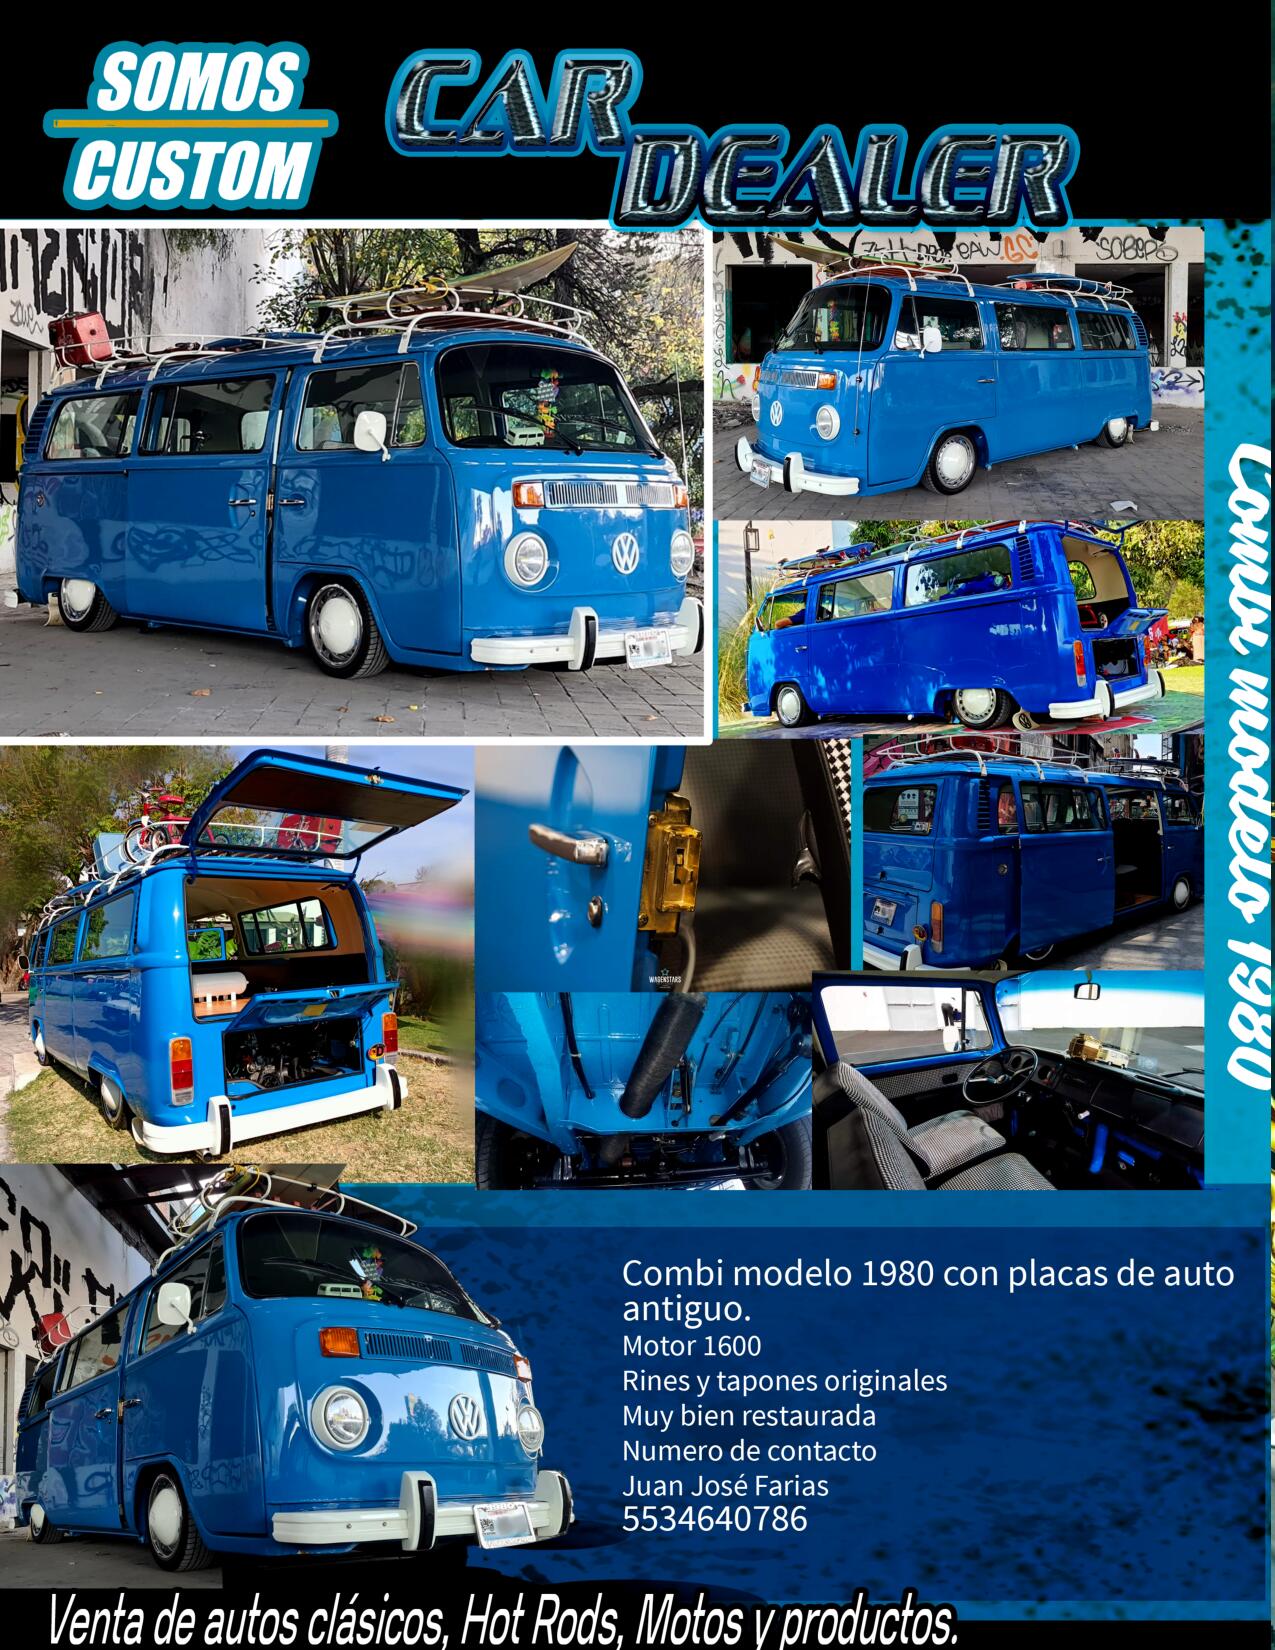 SOMOS
CUSTOM
CAR
DEALER
Combi modelo 1980
WAGENSTARS
Combi modelo 1980 con placas de auto
antiguo.
Motor 1600
Rines y tapones originales
Muy bien restaurada
Numero de contacto
Juan José Farias
5534640786
Venta de autos clásicos, Hot Rods, Motos y productos.